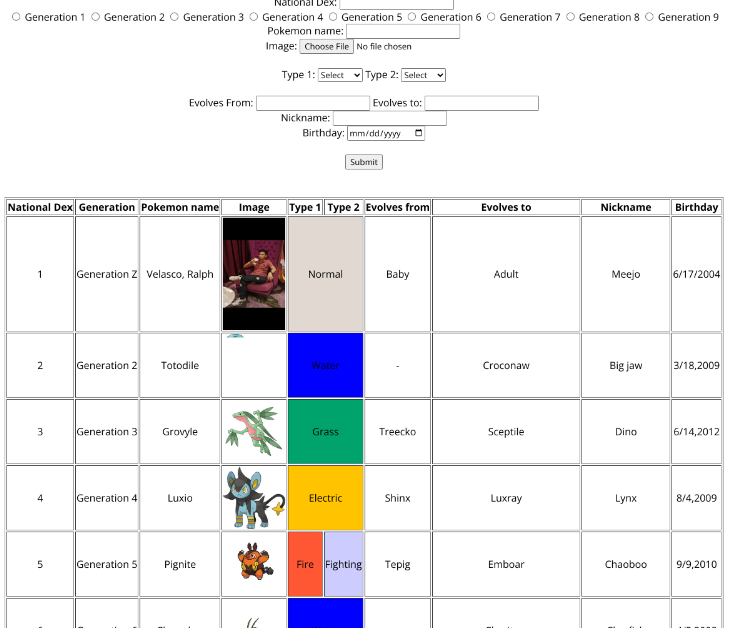 National Dex:
Generation 1 Generation 2 Generation 3 Generation 4 Generation 5 Generation 6 Generation 7 Generation 8 Generation 9
Pokemon name:
Image: Choose File No file chosen
Type 1: Select Type 2: Select
Evolves From: Evolves to:
Nickname:
Birthday: mm/dd/yyyy
Submit
National Dex Generation Pokemon name Image Type 1 Type 2 Evolves from Evolves to Nickname Birthday
1 Generation Z Velasco, Ralph Normal Baby Adult Meejo 6/17/2004
2 Generation 2 Totodile Water - Croconaw Big jaw 3/18,2009
3 Generation 3 Grovyle Grass Treecko Sceptile Dino 6/14,2012
4 Generation 4 Luxio Electric Shinx Luxray Lynx 8/4,2009
5 Generation 5 Pignite Fire Fighting Tepig Emboar Chaoboo 9/9,2010